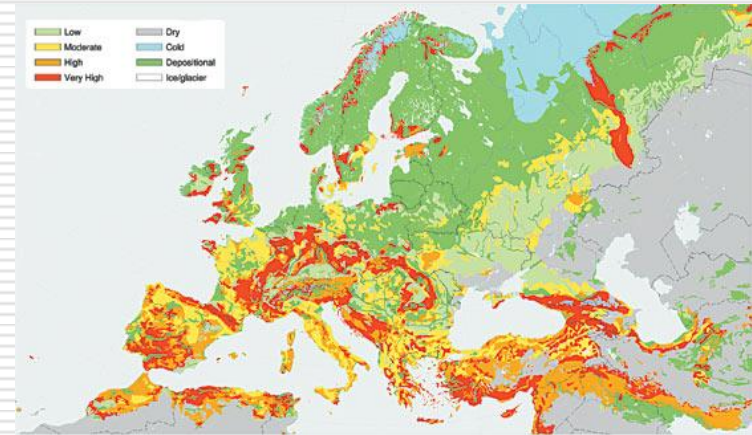 Low
Moderate
High
Very High
Dry
Cold
Depositional
Ice/glacier